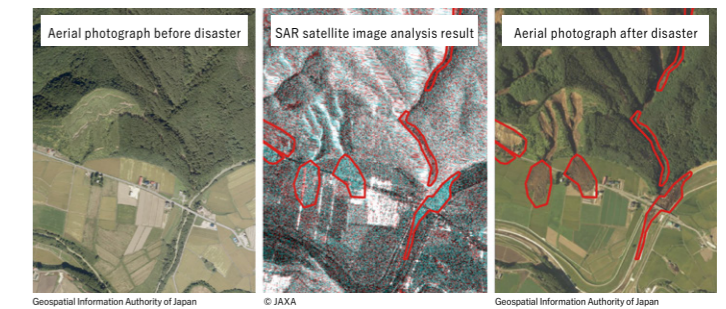 Aerial photograph before disaster
SAR satellite image analysis result
Aerial photograph after disaster
Geospatial Information Authority of Japan
© JAXA
Geospatial Information Authority of Japan